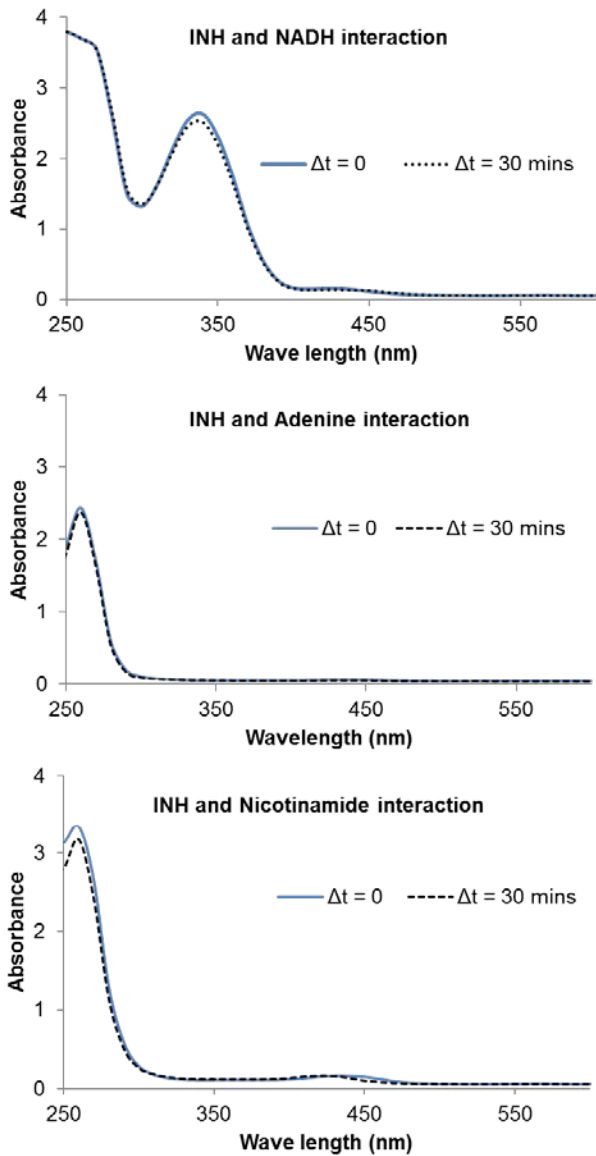 INH and NADH interaction
4
3
2
1
0
Absorbance
Δt = 0 Δt = 30 mins
250 350 450 550
Wave length (nm)
INH and Adenine interaction
4
3
2
1
0
Absorbance
Δt = 0 Δt = 30 mins
250 350 450 550
Wavelength (nm)
INH and Nicotinamide interaction
4
3
2
1
0
Absorbance
Δt = 0 Δt = 30 mins
250 350 450 550
Wave length (nm)